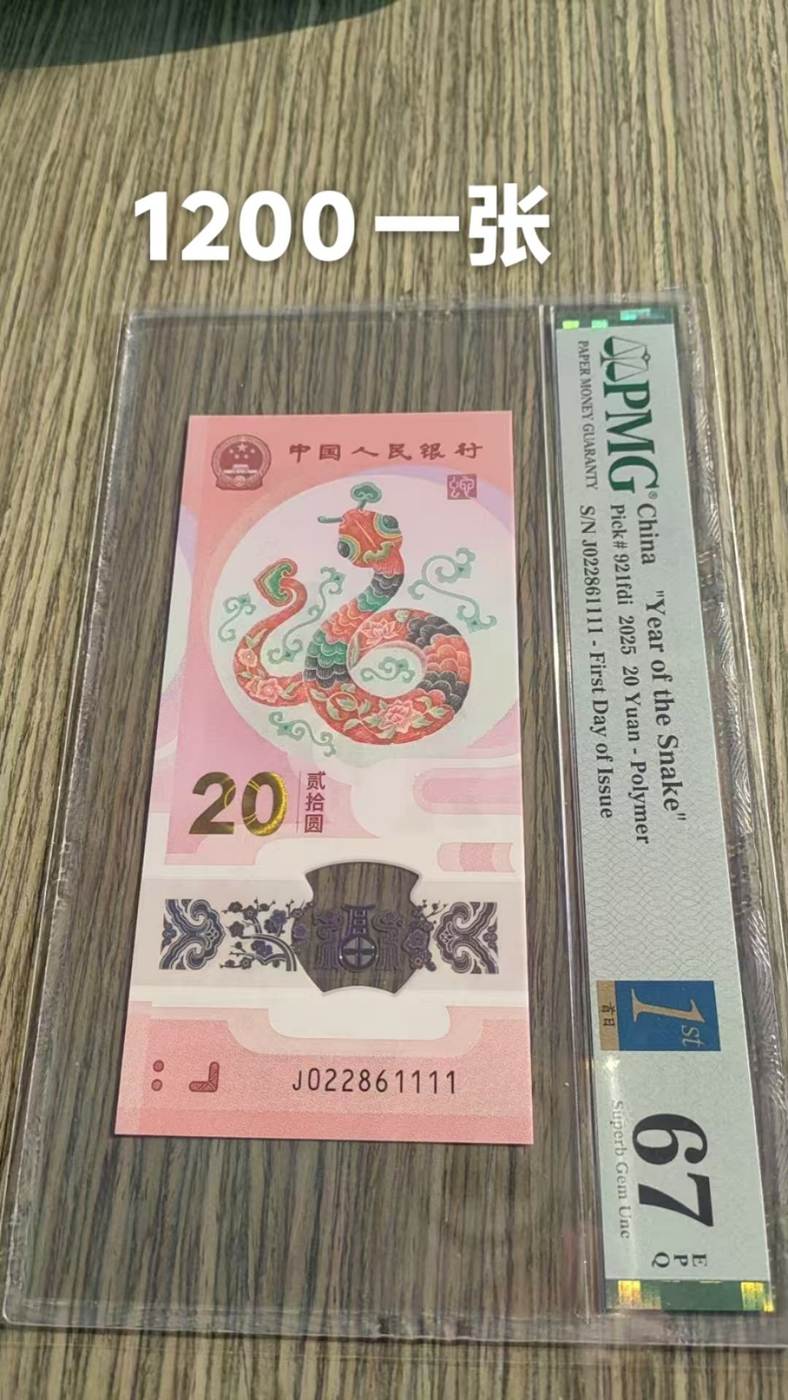 1200一张
中国人民银行
20
贰拾圆
J022861111
PMG®
PAPER MONEY GUARANTY
China "Year of the Snake"
Pick# 921fdi 2025 20 Yuan - Polymer
S/N J022861111 - First Day of Issue
1st
首日
67
EPQ
Superb Gem Unc